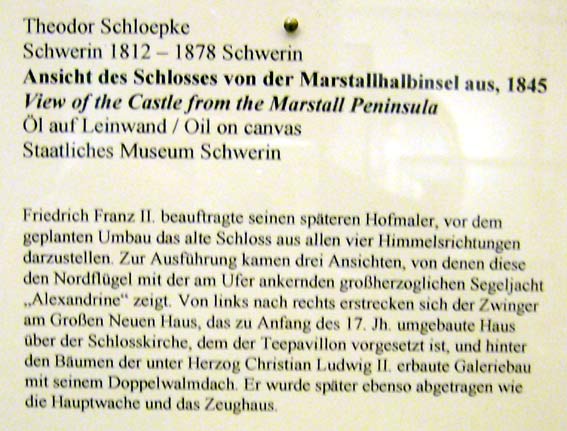 Theodor Schloepke
Schwerin 1812 – 1878 Schwerin
Ansicht des Schlosses von der Marstallhalbinsel aus, 1845
View of the Castle from the Marstall Peninsula
Öl auf Leinwand / Oil on canvas
Staatliches Museum Schwerin
Friedrich Franz II. beauftragte seinen späteren Hofmaler, vor dem
geplanten Umbau das alte Schloss aus allen vier Himmelsrichtungen
darzustellen. Zur Ausführung kamen drei Ansichten, von denen diese
den Nordflügel mit der am Ufer ankernden großherzoglichen Segeljacht
„Alexandrine“ zeigt. Von links nach rechts erstrecken sich der Zwinger
am Großen Neuen Haus, das zu Anfang des 17. Jh. umgebaute Haus
über der Schlosskirche, dem der Teepavillon vorgesetzt ist, und hinter
den Bäumen der unter Herzog Christian Ludwig II. erbaute Galeriebau
mit seinem Doppelwalmdach. Er wurde später ebenso abgetragen wie
die Hauptwache und das Zeughaus.